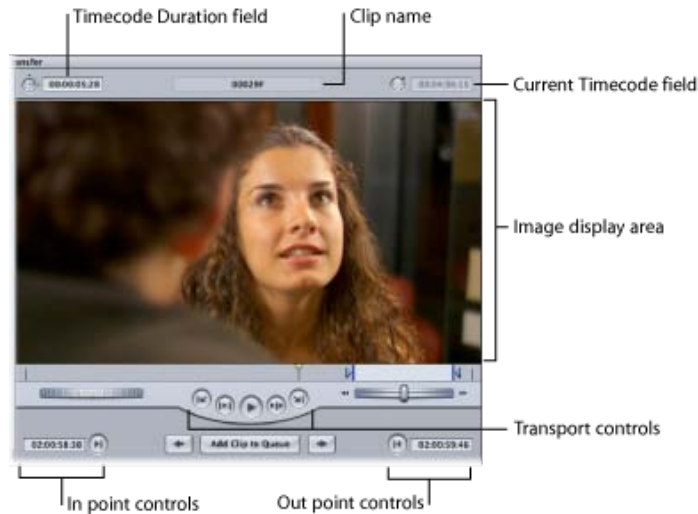 Timecode Duration field
Clip name
ansfer
00:00:05:28
00029F
Current Timecode field
Image display area
Transport controls
02:00:58:30
Add Clip to Queue
02:00:59:46
In point controls
Out point controls